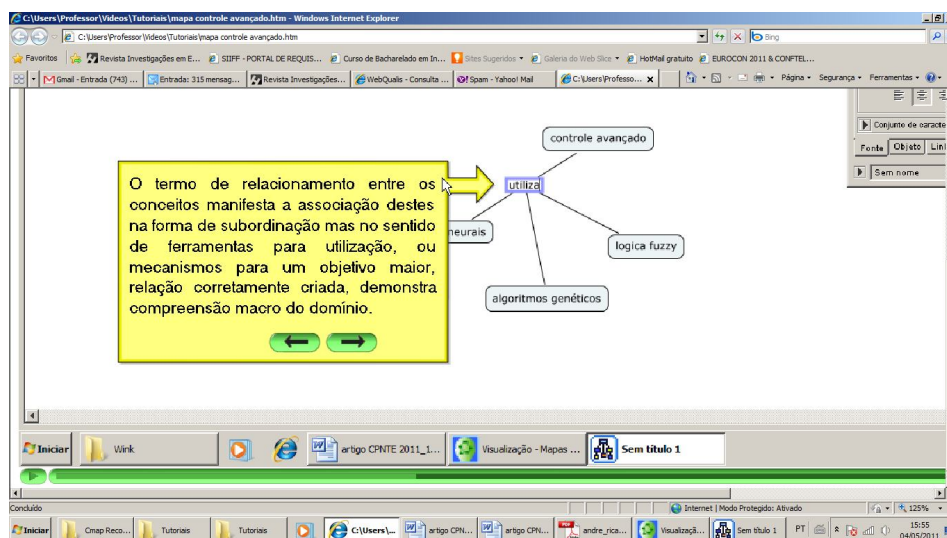 C:\Users\Professor\Videos\Tutoriais\mapa controle avançado.htm - Windows Internet Explorer
C:\Users\Professor\Videos\Tutoriais\mapa controle avançado.htm
Bing
Favoritos Revista Investigações em E... SIIFF - PORTAL DE REQUIS... Curso de Bacharelado em In... Sites Sugeridos Galeria do Web Slice HotMail gratuito EUROCON 2011 & CONFTEL...
Gmail - Entrada (743) ... Entrada: 315 mensag... Revista Investigações... WebQualis - Consulta ... Spam - Yahoo! Mail C:\Users\Professo... X Página Segurança Ferramentas
Conjunto de caracte
Fonte Objeto Lin
Sem nome
controle avançado
utiliza
neurais
logica fuzzy
algoritmos genéticos
O termo de relacionamento entre os
conceitos manifesta a associação destes
na forma de subordinação mas no sentido
de ferramentas para utilização, ou
mecanismos para um objetivo maior,
relação corretamente criada, demonstra
compreensão macro do domínio.
Iniciar Wink artigo CPNTE 2011_1... Visualização - Mapas ... Sem título 1
Concluído Internet | Modo Protegido: Ativado 125%
Iniciar Cmap Reco... Tutoriais Tutoriais C:\Users\... artigo CPN... artigo CPN... andre_rica... Visualizaçã... Sem título 1 PT 15:55
04/05/2011